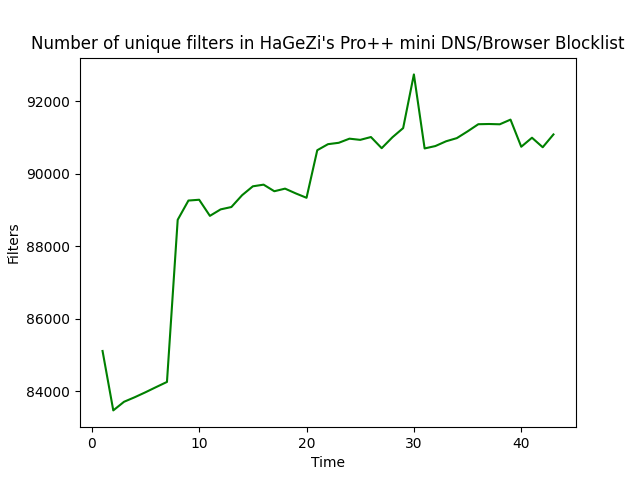 Number of unique filters in HaGeZi's Pro++ mini DNS/Browser Blocklist
92000
90000
88000
86000
84000
Filters
0 10 20 30 40
Time